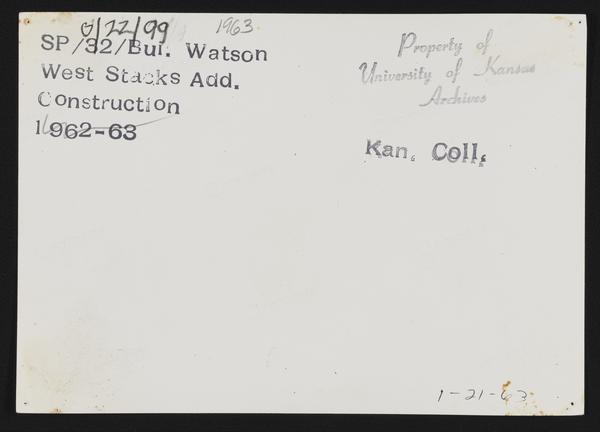 0/22/99 1963
SP/32/Bul. Watson
West Stacks Add.
Construction
1962-63
Property of
University of Kansas
Archives
Kan. Coll.
1-21-63